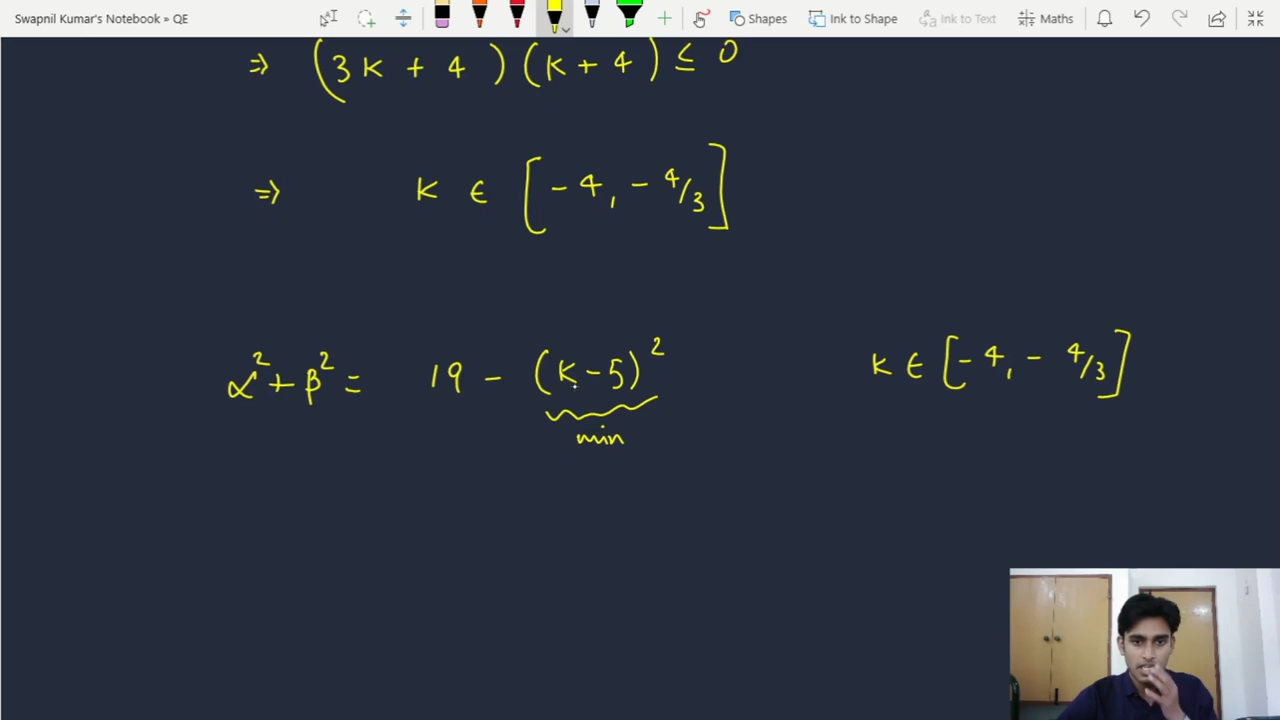 Swapnil Kumar's Notebook » QE
Shapes Ink to Shape Ink to Text Maths
⇒ (3K + 4)(K + 4) ≤ 0
⇒ K ∈ [-4, -4/3]
α² + β² = 19 - (K - 5)² K ∈ [-4, -4/3]
min